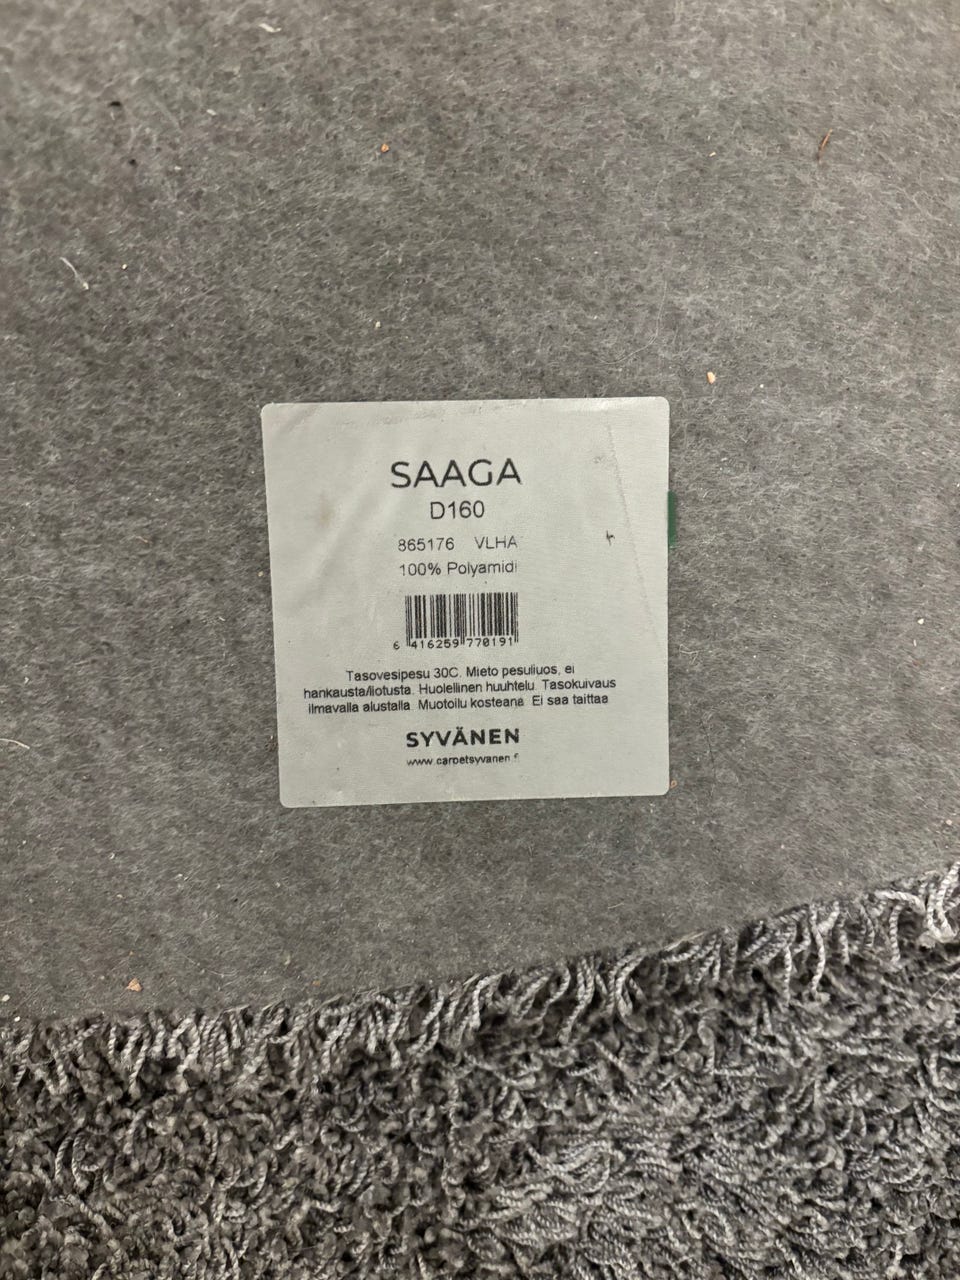 SAAGA
D160
865176 VLHA
100% Polyamidi
6 416259 770191
Tasovesipesu 30C. Mieto pesuliuos, ei
hankausta/liotusta. Huolellinen huuhtelu. Tasokuivaus
ilmavalla alustalla. Muotoilu kosteana. Ei saa taittaa
SYVÄNEN
www.carpetsyvanen.f